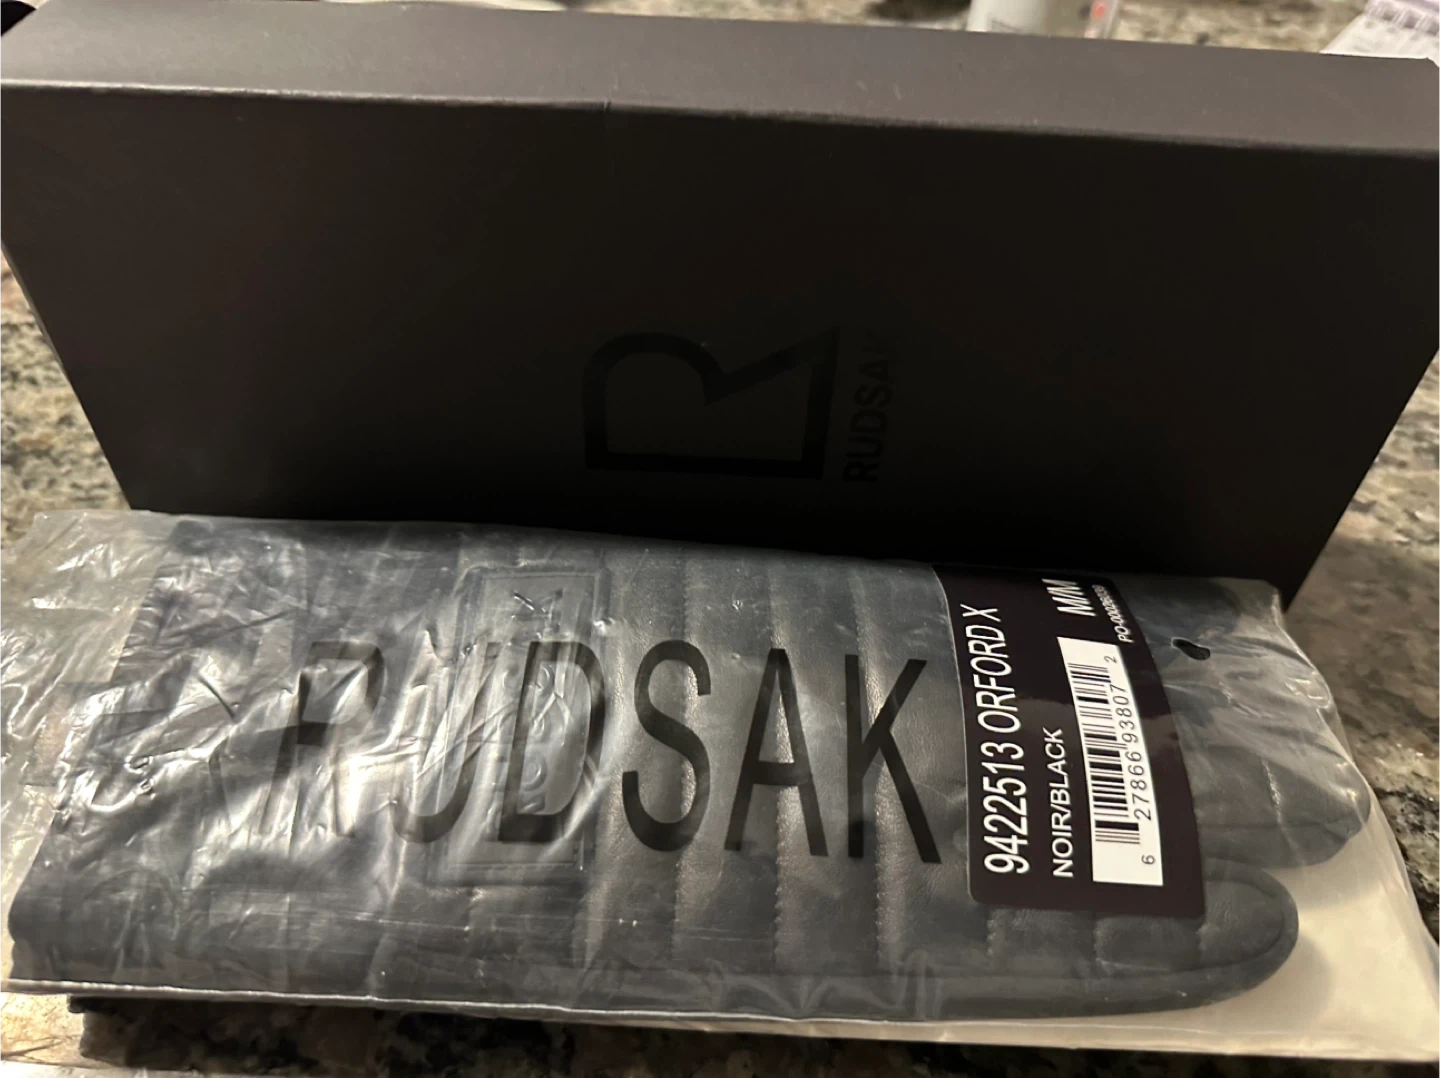 RUDSAK
RUDSAK
9422513 ORFORD X
NOIR/BLACK
M/M
6 27866 93807 2